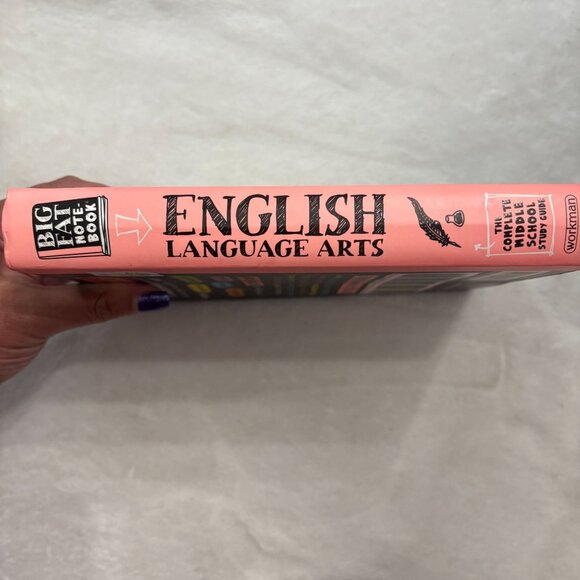 BIG
FAT
NOTE-
BOOK
ENGLISH
LANGUAGE ARTS
THE
COMPLETE
MIDDLE
SCHOOL
STUDY GUIDE
workman